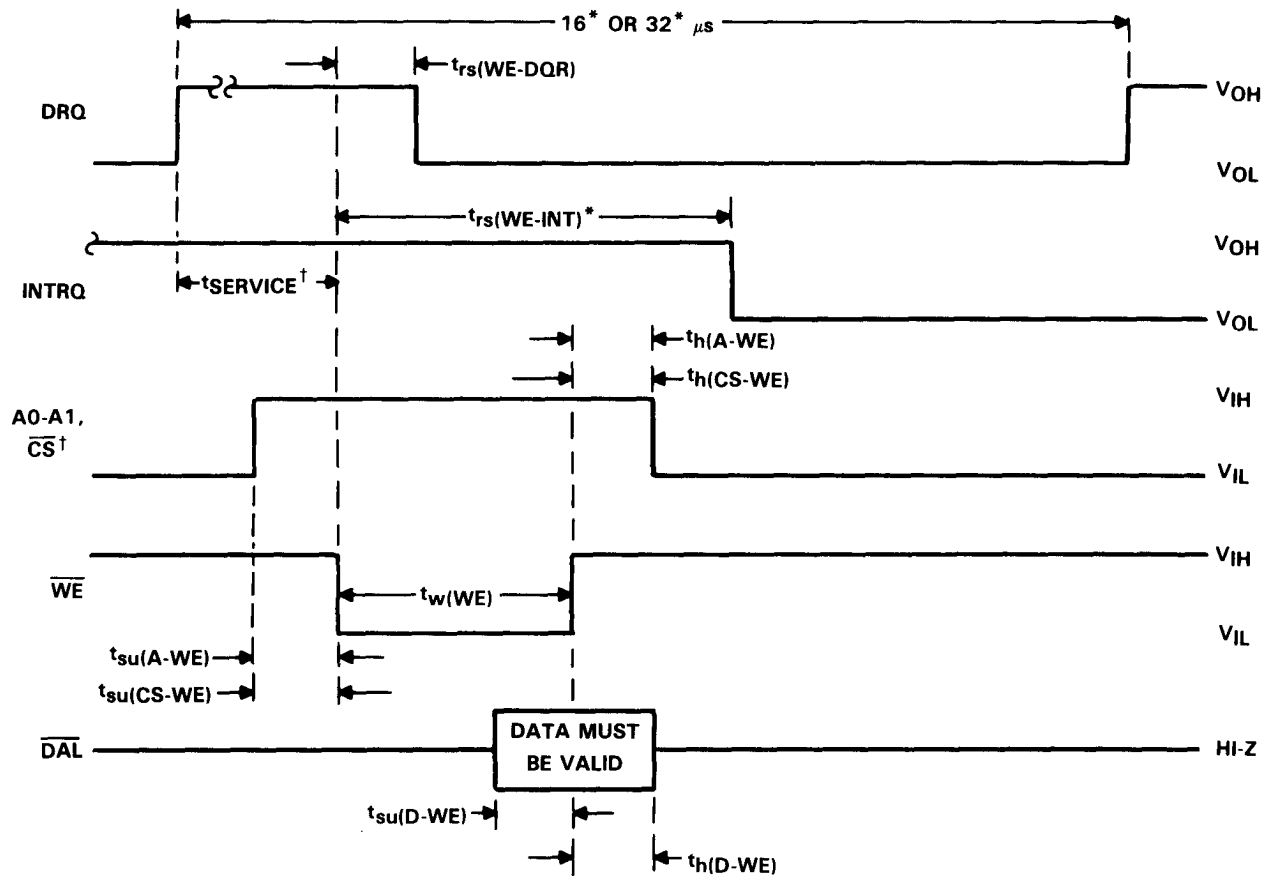 16* OR 32* μs
trs(WE-DQR)
DRQ
VOH
VOL
trs(WE-INT)*
INTRQ
VOH
tSERVICE†
VOL
th(A-WE)
th(CS-WE)
A0-A1,
CS†
VIH
VIL
WE
VIH
tw(WE)
VIL
tsu(A-WE)
tsu(CS-WE)
DAL
DATA MUST
BE VALID
HI-Z
tsu(D-WE)
th(D-WE)